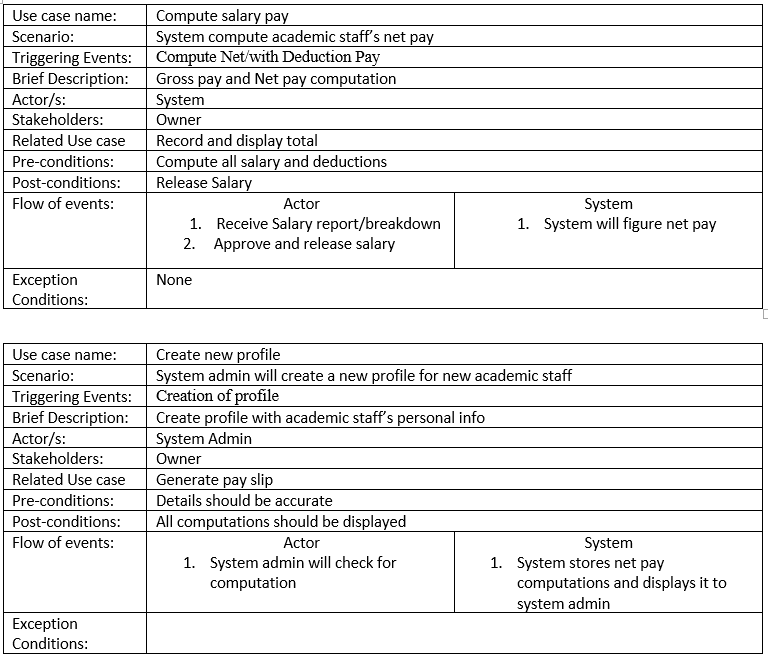 Use case name: Compute salary pay
Scenario: System compute academic staff's net pay
Triggering Events: Compute Net/with Deduction Pay
Brief Description: Gross pay and Net pay computation
Actor/s: System
Stakeholders: Owner
Related Use case Record and display total
Pre-conditions: Compute all salary and deductions
Post-conditions: Release Salary
Flow of events: Actor System
1. Receive Salary report/breakdown 1. System will figure net pay
2. Approve and release salary
Exception None
Conditions:
Use case name: Create new profile
Scenario: System admin will create a new profile for new academic staff
Triggering Events: Creation of profile
Brief Description: Create profile with academic staff's personal info
Actor/s: System Admin
Stakeholders: Owner
Related Use case Generate pay slip
Pre-conditions: Details should be accurate
Post-conditions: All computations should be displayed
Flow of events: Actor System
1. System admin will check for 1. System stores net pay
computation computations and displays it to
system admin
Exception
Conditions: